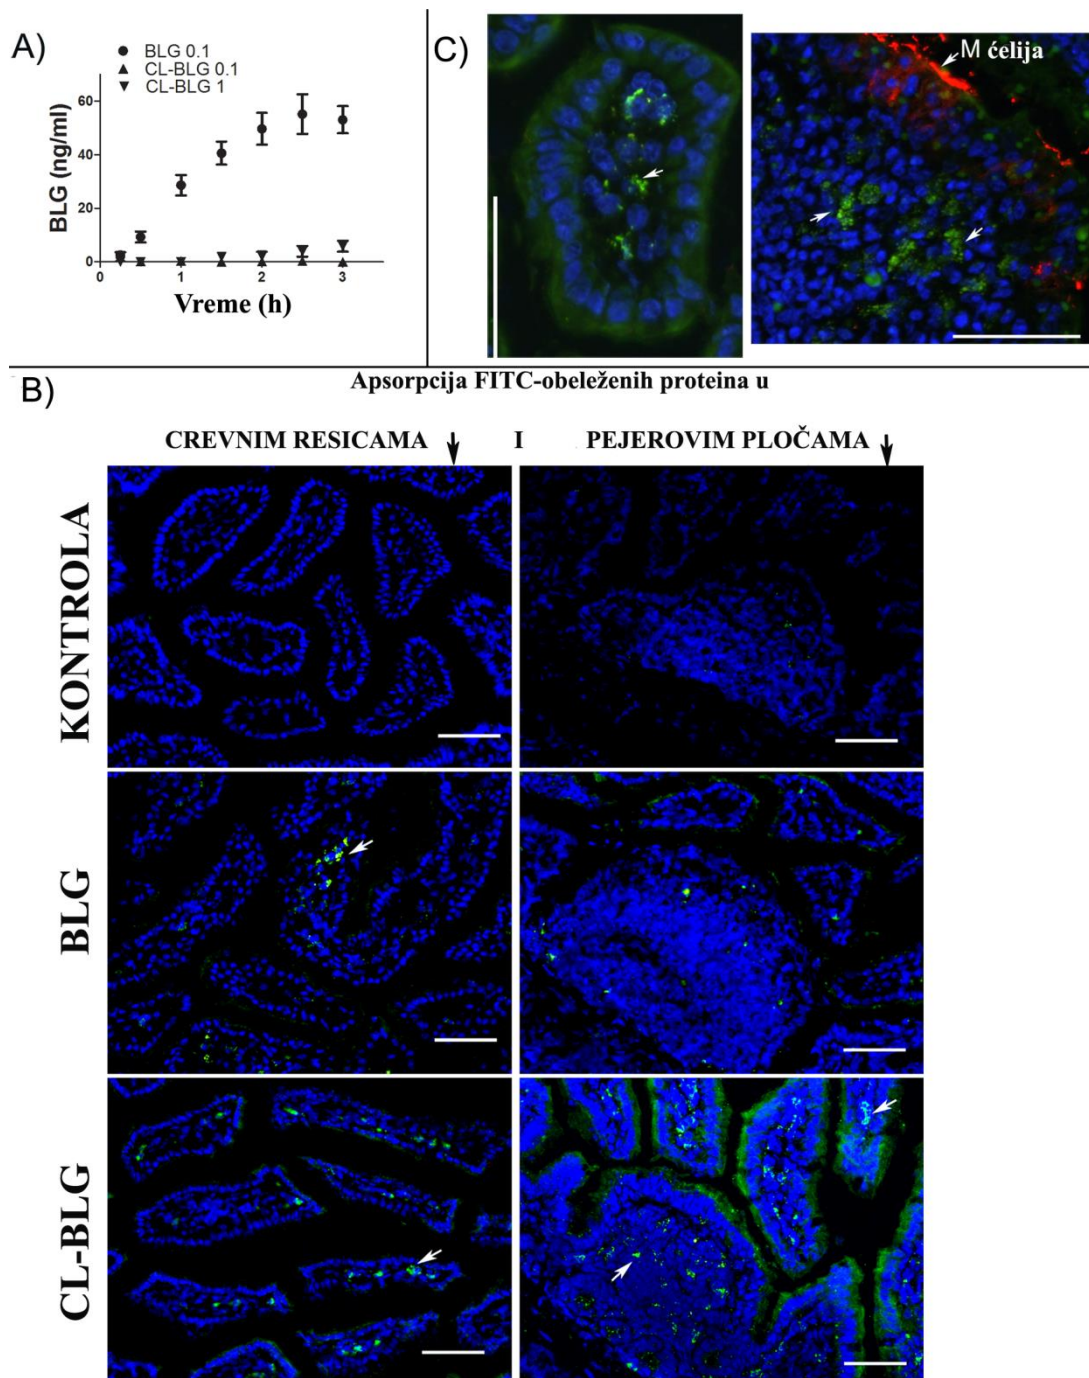 A)
BLG 0.1
CL-BLG 0.1
CL-BLG 1
BLG (ng/ml)
60
40
20
0
0 1 2 3
Vreme (h)
C)
M ćelija
B)
Apsorpcija FITC-obeleženih proteina u
CREVNIM RESICAMA I PEJEROVIM PLOČAMA
KONTROLA
BLG
CL-BLG